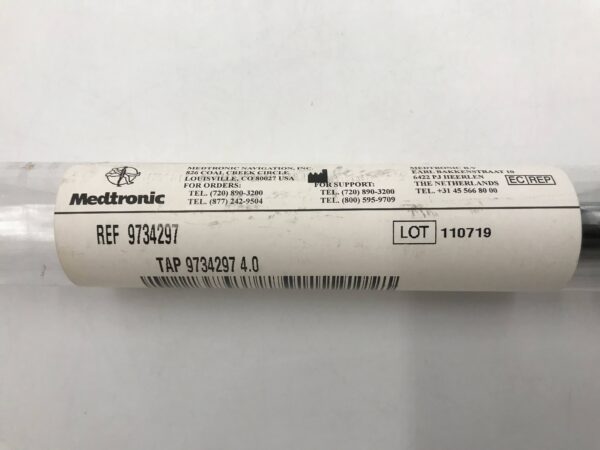 MEDTRONIC NAVIGATION, INC.
826 COAL CREEK CIRCLE,
LOUISVILLE, CO 80027 USA
FOR ORDERS:
TEL. (720) 890-3200
TEL. (877) 242-9504
FOR SUPPORT:
TEL. (720) 890-3200
TEL. (800) 595-9709
MEDTRONIC B.V.
EARL BAKKENSTRAAT 10
6422 PJ HEERLEN
THE NETHERLANDS
TEL. +31 45 566 80 00
EC REP
Medtronic
REF 9734297
LOT 110719
TAP 9734297 4.0